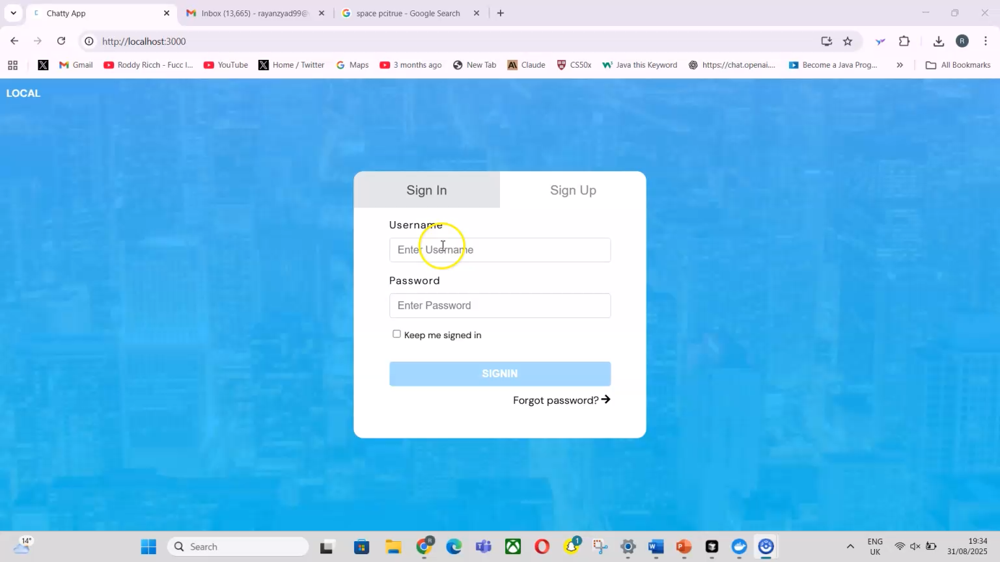 Chatty App
Inbox (13,665) - rayanzyad99@
space pcitrue - Google Search
http://localhost:3000
R
Gmail
Roddy Ricch - Fucc I...
YouTube
Home / Twitter
Maps
3 months ago
New Tab
Claude
CS50x
Java this Keyword
https://chat.openai....
Become a Java Prog...
All Bookmarks
LOCAL
Sign In
Sign Up
Username
Enter Username
Password
Enter Password
Keep me signed in
SIGNIN
Forgot password?
14°
Search
R
1
ENG
UK
19:34
31/08/2025